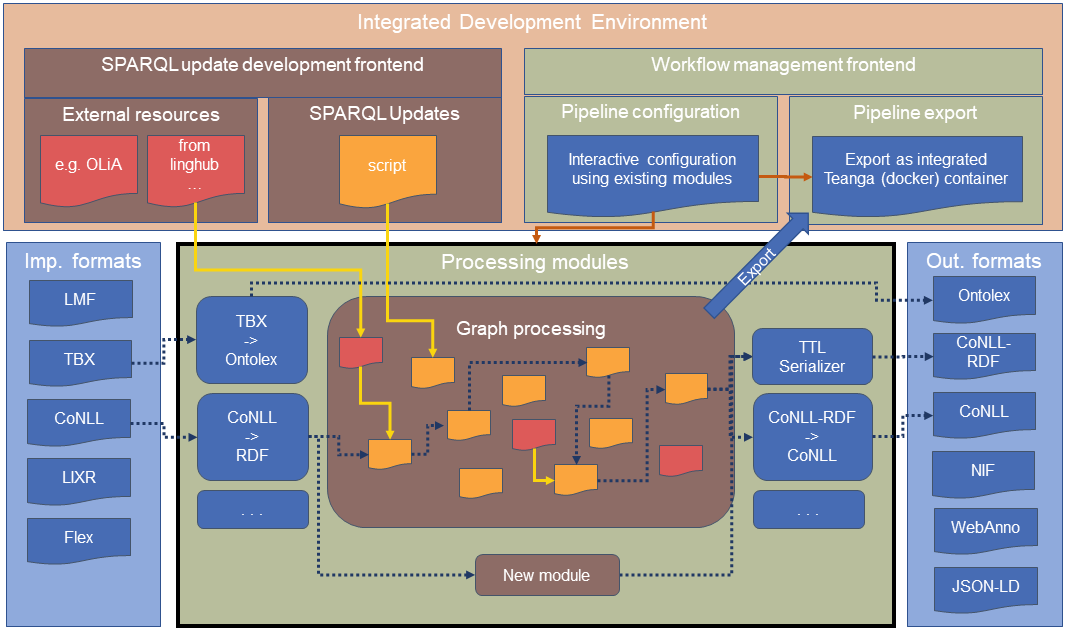 Integrated Development Environment
SPARQL update development frontend
External resources
e.g. OLiA
from
linghub
...
SPARQL Updates
script
Workflow management frontend
Pipeline configuration
Interactive configuration
using existing modules
Pipeline export
Export as integrated
Teanga (docker) container
Export
Imp. formats
LMF
TBX
CoNLL
LIXR
Flex
Processing modules
TBX
->
Ontolex
CoNLL
->
RDF
. . .
Graph processing
New module
TTL
Serializer
CoNLL-RDF
->
CoNLL
. . .
Out. formats
Ontolex
CoNLL-
RDF
CoNLL
NIF
WebAnno
JSON-LD